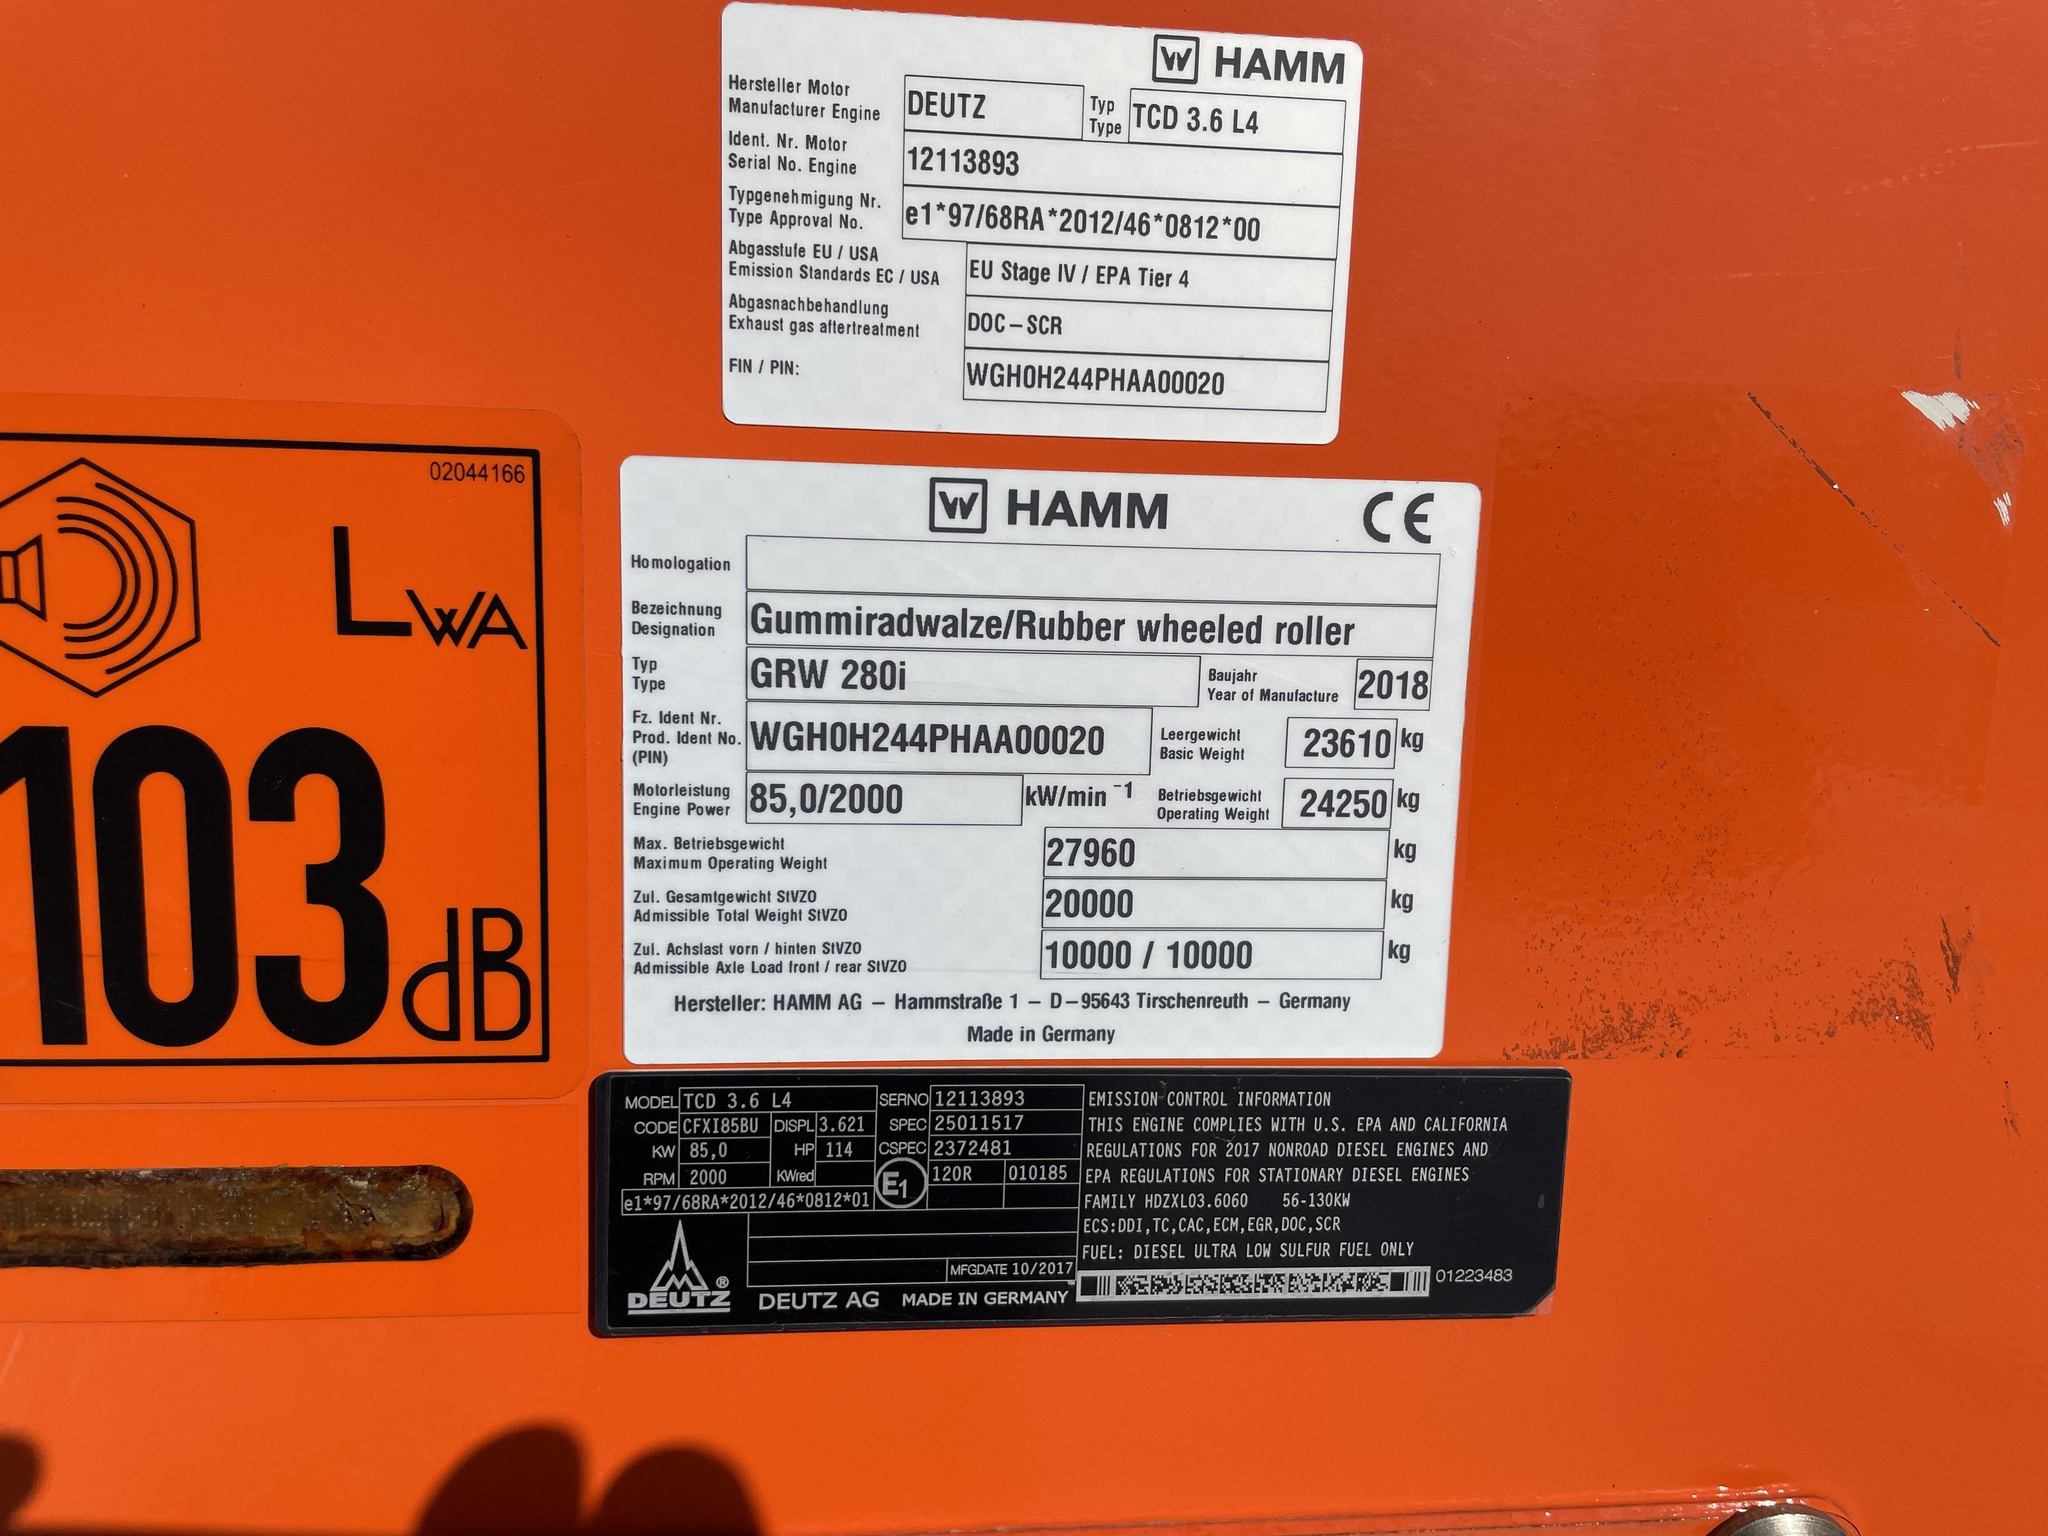 HAMM
Hersteller Motor
Manufacturer Engine
DEUTZ
Typ
Type
TCD 3.6 L4
Ident. Nr. Motor
Serial No. Engine
12113893
Typgenehmigung Nr.
Type Approval No.
e1*97/68RA*2012/46*0812*00
Abgasstufe EU / USA
Emission Standards EC / USA
EU Stage IV / EPA Tier 4
Abgasnachbehandlung
Exhaust gas aftertreatment
DOC – SCR
FIN / PIN:
WGH0H244PHAA00020
02044166
LWA
103 dB
HAMM CE
Homologation
Bezeichnung
Designation
Gummiradwalze/Rubber wheeled roller
Typ
Type
GRW 280i
Baujahr
Year of Manufacture
2018
Fz. Ident Nr.
Prod. Ident No.
(PIN)
WGH0H244PHAA00020
Leergewicht
Basic Weight
23610 kg
Motorleistung
Engine Power
85,0/2000 kW/min⁻¹
Betriebsgewicht
Operating Weight
24250 kg
Max. Betriebsgewicht
Maximum Operating Weight
27960 kg
Zul. Gesamtgewicht StVZO
Admissible Total Weight StVZO
20000 kg
Zul. Achslast vorn / hinten StVZO
Admissible Axle Load front / rear StVZO
10000 / 10000 kg
Hersteller: HAMM AG – Hammstraße 1 – D–95643 Tirschenreuth – Germany
Made in Germany
MODEL TCD 3.6 L4 SERNO 12113893
CODE CFXI85BU DISPL 3.621 SPEC 25011517
KW 85,0 HP 114 CSPEC 2372481
RPM 2000 KWred E1 120R 010185
e1*97/68RA*2012/46*0812*01
MFGDATE 10/2017
DEUTZ ® DEUTZ AG MADE IN GERMANY
EMISSION CONTROL INFORMATION
THIS ENGINE COMPLIES WITH U.S. EPA AND CALIFORNIA
REGULATIONS FOR 2017 NONROAD DIESEL ENGINES AND
EPA REGULATIONS FOR STATIONARY DIESEL ENGINES
FAMILY HDZXL03.6060 56-130KW
ECS:DDI,TC,CAC,ECM,EGR,DOC,SCR
FUEL: DIESEL ULTRA LOW SULFUR FUEL ONLY
01223483